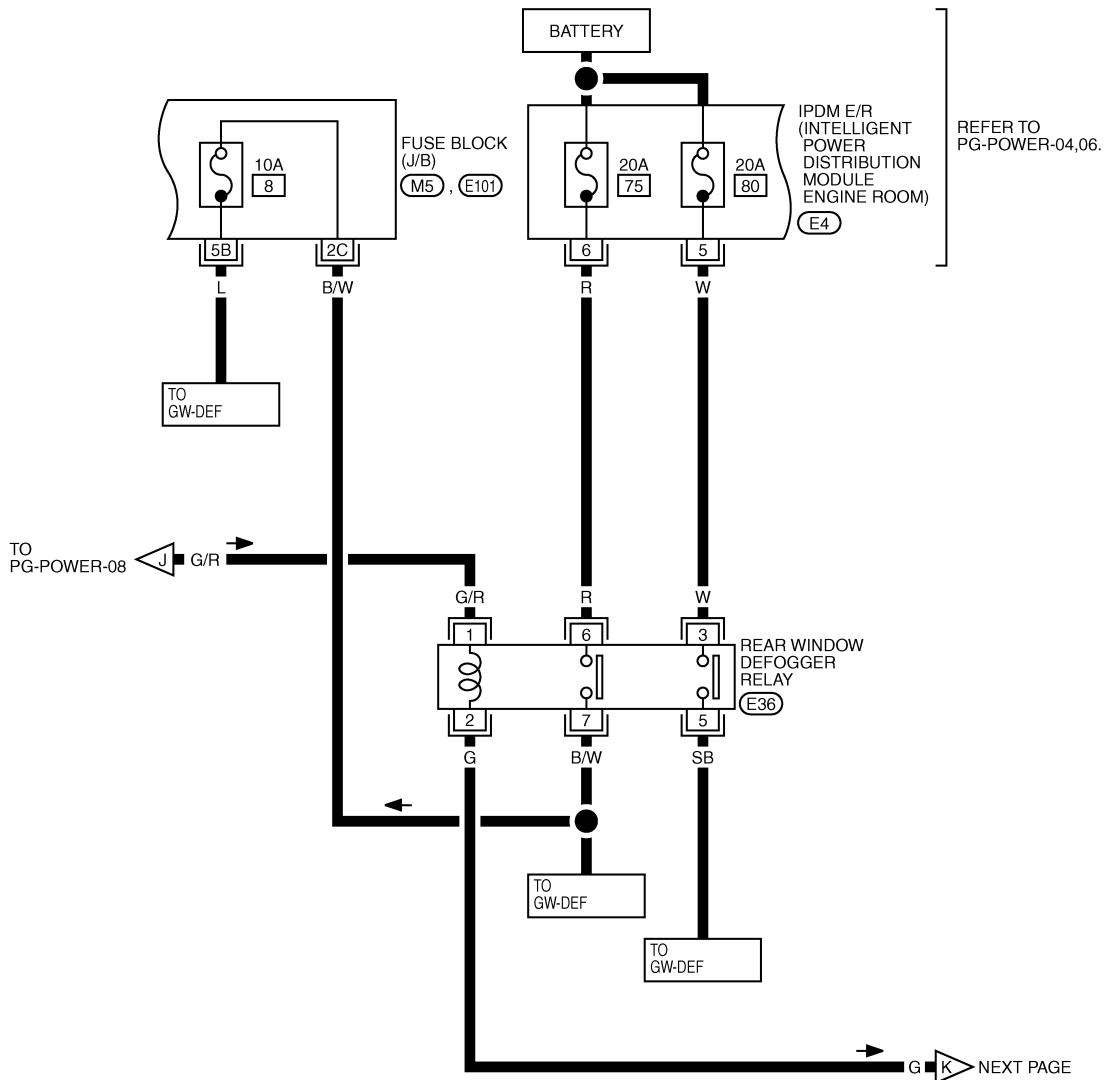 BATTERY
IPDM E/R
(INTELLIGENT
POWER
DISTRIBUTION
MODULE
ENGINE ROOM)
E4
REFER TO
PG-POWER-04,06.
FUSE BLOCK
(J/B)
M5 , E101
10A
8
20A
75
20A
80
5B
2C
6
5
L
B/W
R
W
TO
GW-DEF
TO
PG-POWER-08
J
G/R
G/R
R
W
1
6
3
REAR WINDOW
DEFOGGER
RELAY
E36
2
7
5
G
B/W
SB
TO
GW-DEF
TO
GW-DEF
G
K
NEXT PAGE